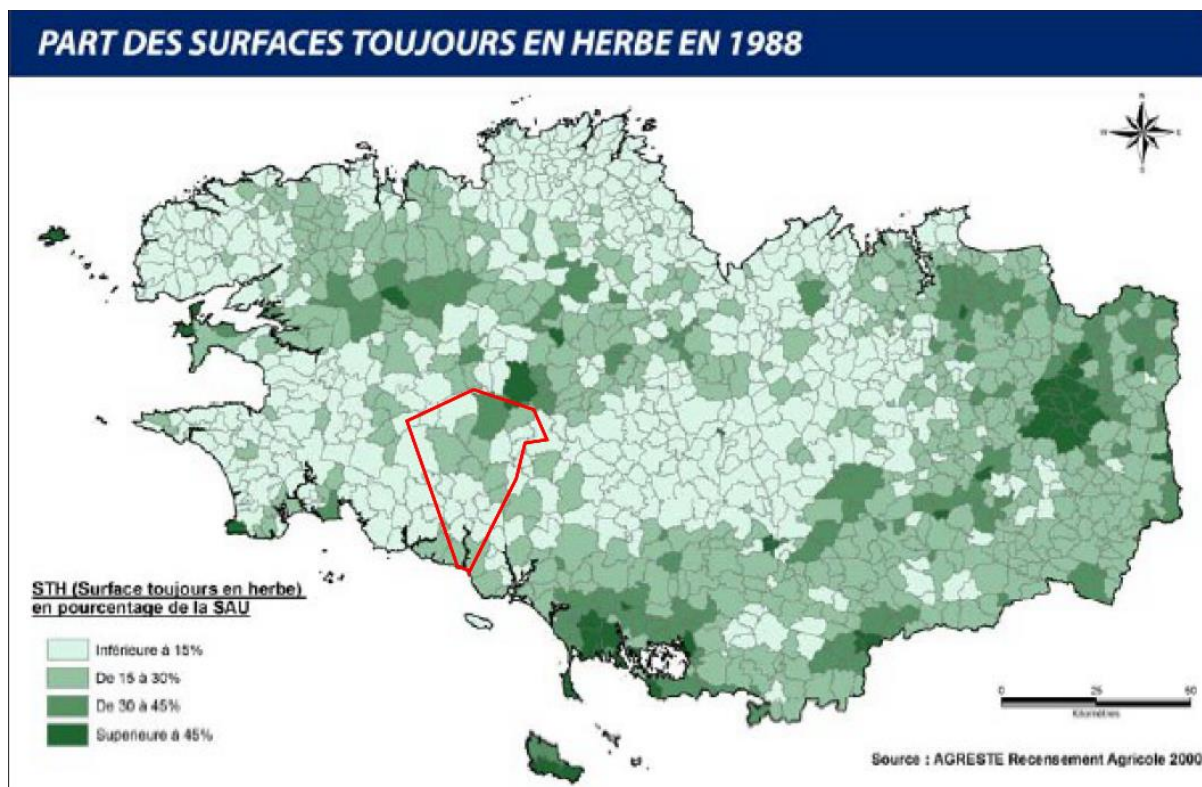 PART DES SURFACES TOUJOURS EN HERBE EN 1988
N
W
E
S
STH (Surface toujours en herbe)
en pourcentage de la SAU
Inférieure à 15%
De 15 à 30%
De 30 à 45%
Supérieure à 45%
0 25 50
Kilomètres
Source : AGRESTE Recensement Agricole 2000